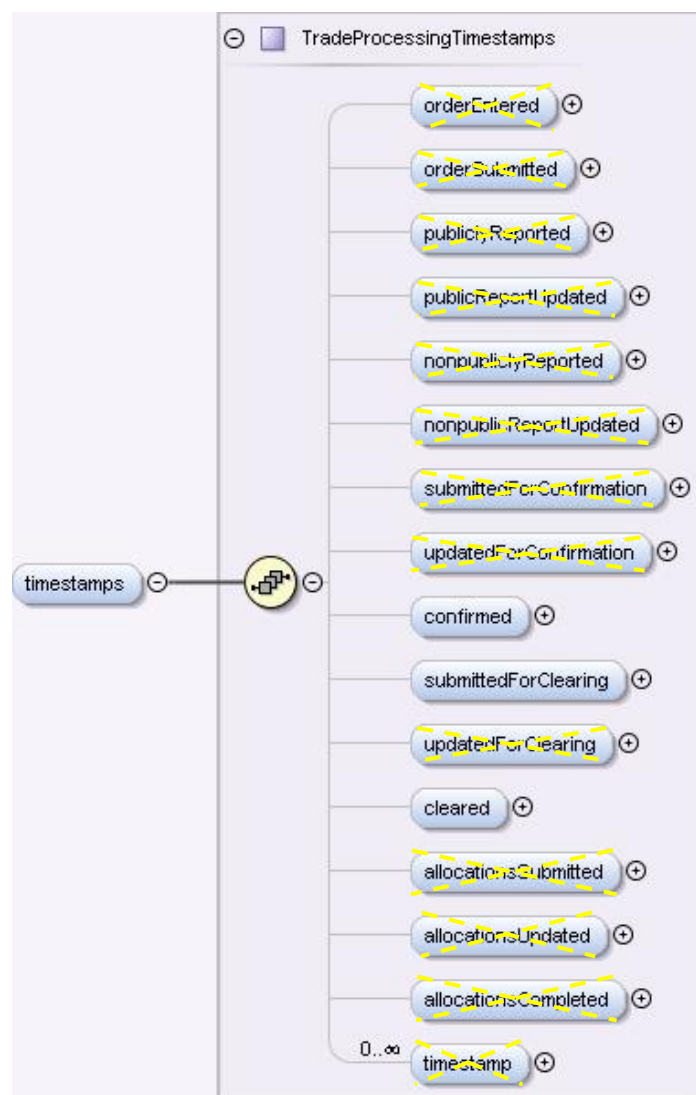 TradeProcessingTimestamps
orderEntered
orderSubmitted
publiclyReported
publicReportUpdated
nonpubliclyReported
nonpublicReportUpdated
submittedForConfirmation
updatedForConfirmation
timestamps
confirmed
submittedForClearing
updatedForClearing
cleared
allocationsSubmitted
allocationsUpdated
allocationsCompleted
0..∞
timestamp